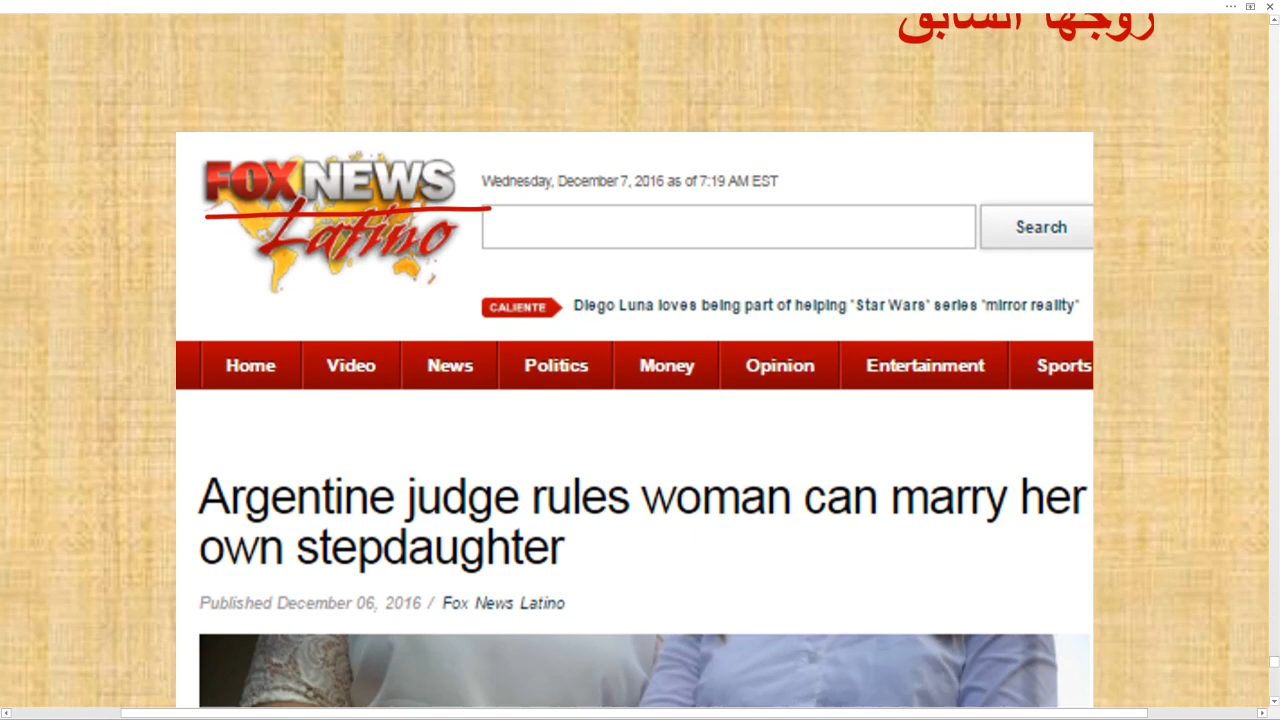 زوجها السابق
FOX NEWS
Latino
Wednesday, December 7, 2016 as of 7:19 AM EST
Search
CALIENTE Diego Luna loves being part of helping "Star Wars" series "mirror reality"
Home Video News Politics Money Opinion Entertainment Sports
Argentine judge rules woman can marry her
own stepdaughter
Published December 06, 2016 / Fox News Latino